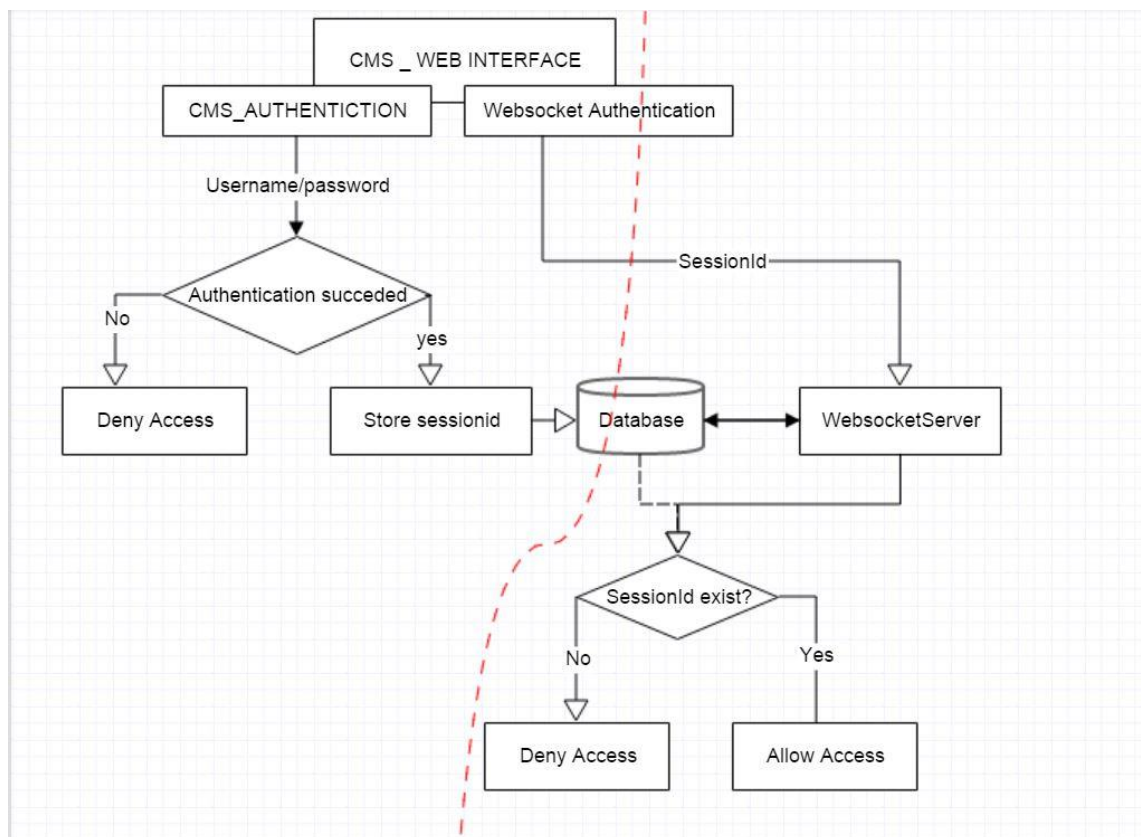 CMS _ WEB INTERFACE
CMS_AUTHENTICTION
Websocket Authentication
Username/password
SessionId
Authentication succeded
No
yes
Deny Access
Store sessionid
Database
WebsocketServer
SessionId exist?
No
Yes
Deny Access
Allow Access